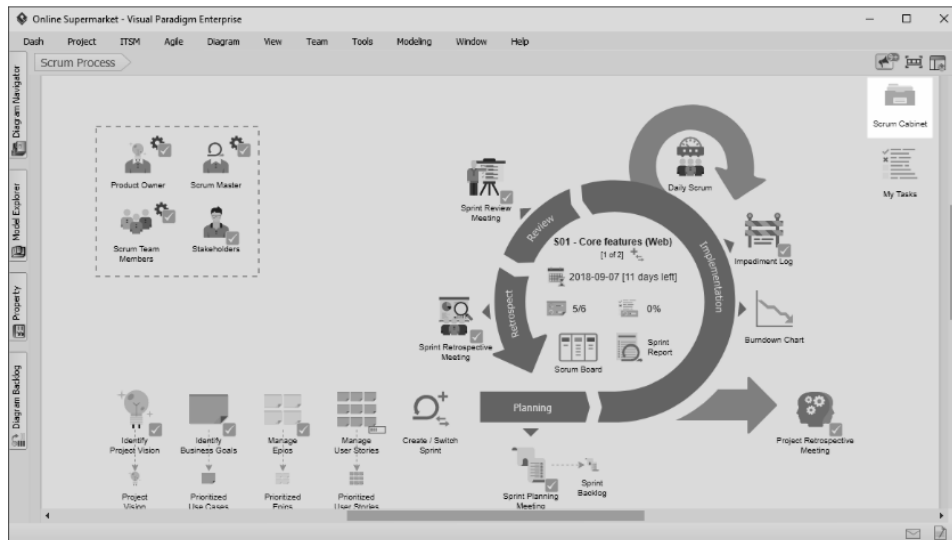 Online Supermarket - Visual Paradigm Enterprise
Dash Project ITSM Agile Diagram View Team Tools Modeling Window Help
Scrum Process
Diagram Navigator
Model Explorer
Property
Diagram Backlog
Scrum Cabinet
My Tasks
Product Owner
Scrum Master
Scrum Team
Members
Stakeholders
Daily Scrum
Sprint Review
Meeting
Review
Implementation
Retrospect
S01 - Core features (Web)
[1 of 2]
2018-09-07 [11 days left]
5/6
0%
Scrum Board
Sprint
Report
Impediment Log
Burndown Chart
Sprint Retrospective
Meeting
Planning
Project Retrospective
Meeting
Identify
Project Vision
Identify
Business Goals
Manage
Epics
Manage
User Stories
Create / Switch
Sprint
Project
Vision
Prioritized
Use Cases
Prioritized
Epics
Prioritized
User Stories
Sprint Planning
Meeting
Sprint
Backlog